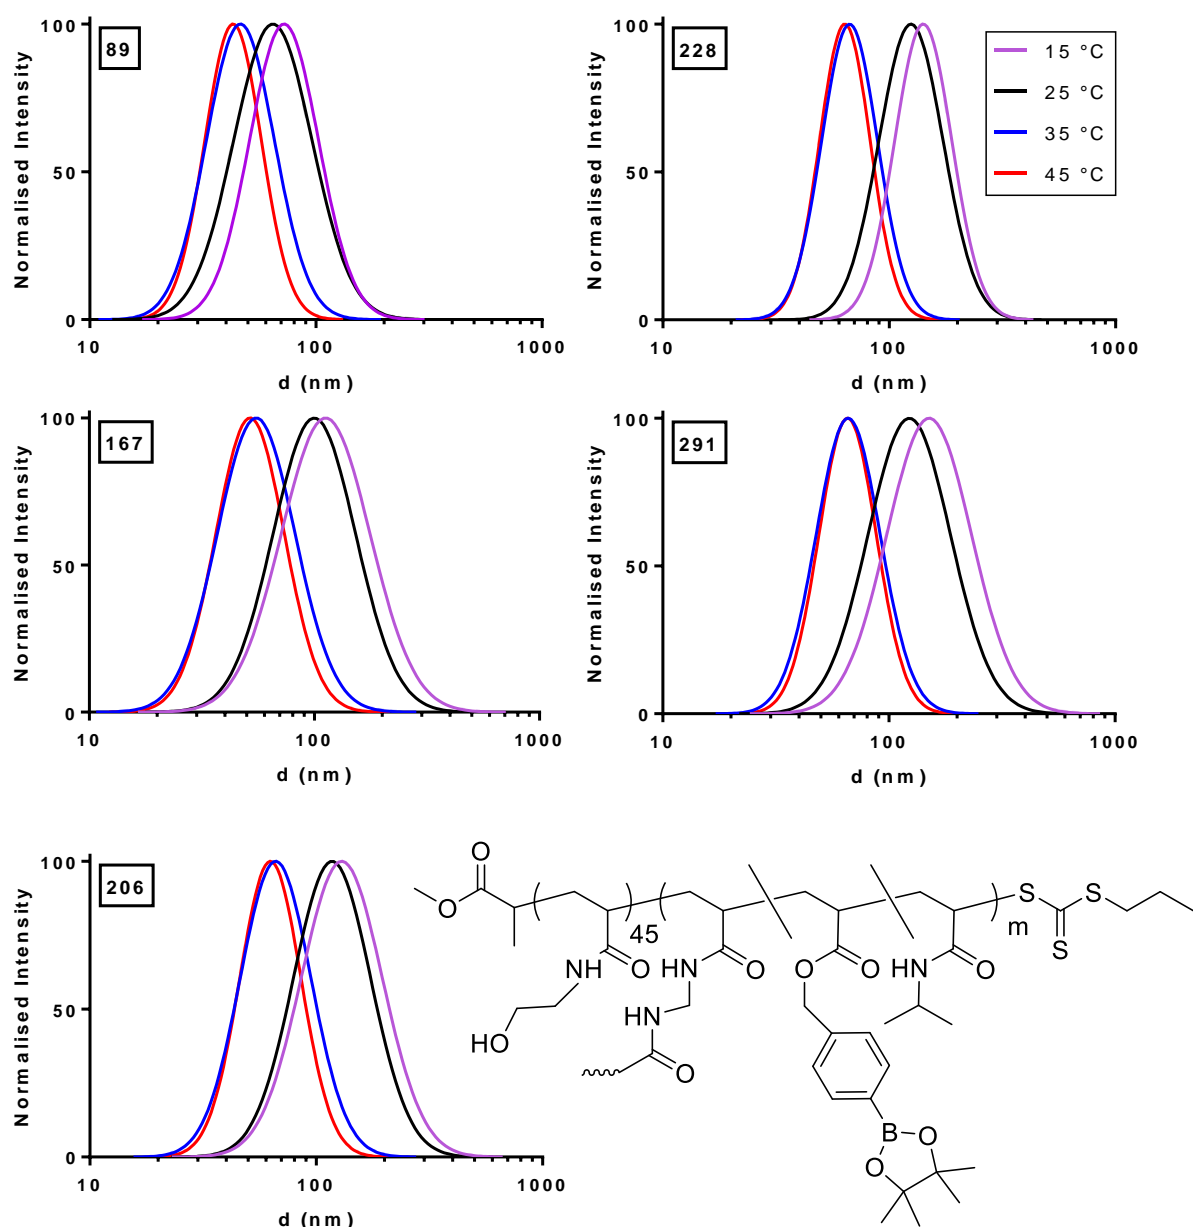 89
100
50
0
Normalised Intensity
10
100
1000
d (nm)
228
100
50
0
Normalised Intensity
10
100
1000
d (nm)
15 °C
25 °C
35 °C
45 °C
167
100
50
0
Normalised Intensity
10
100
1000
d (nm)
291
100
50
0
Normalised Intensity
10
100
1000
d (nm)
206
100
50
0
Normalised Intensity
10
100
1000
d (nm)
O
O
45
NH
O
HO
HN
O
HN
O
O
O
HN
O
m
S
S
S
B
O
O